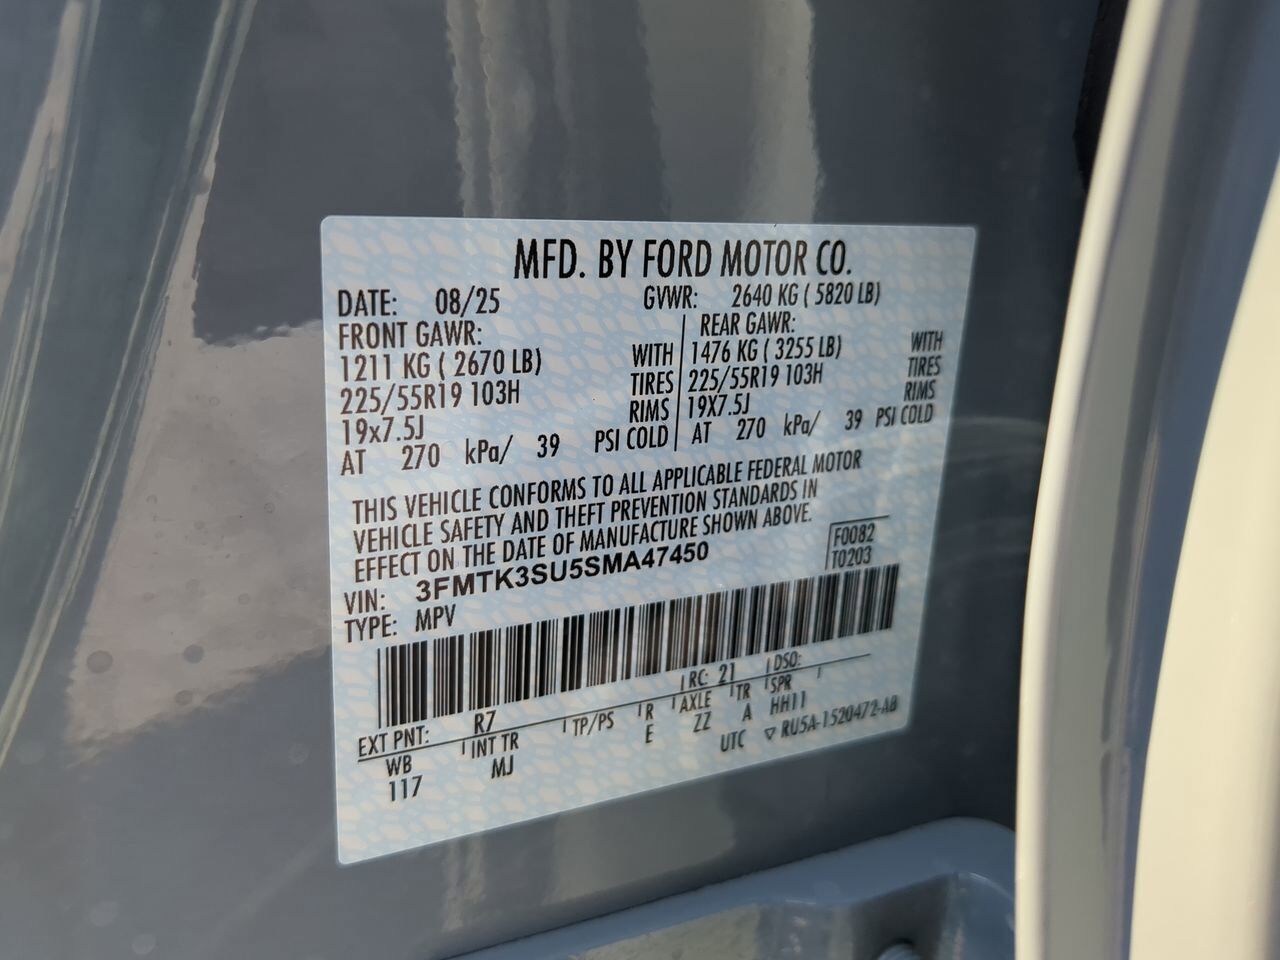 MFD. BY FORD MOTOR CO.
DATE: 08/25 GVWR: 2640 KG ( 5820 LB)
FRONT GAWR: REAR GAWR:
1211 KG ( 2670 LB) WITH 1476 KG ( 3255 LB) WITH
225/55R19 103H TIRES 225/55R19 103H TIRES
19x7.5J RIMS 19X7.5J RIMS
AT 270 kPa/ 39 PSI COLD AT 270 kPa/ 39 PSI COLD
THIS VEHICLE CONFORMS TO ALL APPLICABLE FEDERAL MOTOR
VEHICLE SAFETY AND THEFT PREVENTION STANDARDS IN
EFFECT ON THE DATE OF MANUFACTURE SHOWN ABOVE.
VIN: 3FMTK3SU5SMA47450 F0082
TYPE: MPV T0203
EXT PNT: R7 RC: 21 DSO:
WB INT TR TP/PS R AXLE TR SPR
117 MJ E ZZ A HH11
UTC ▽ RU5A-1520472-AB